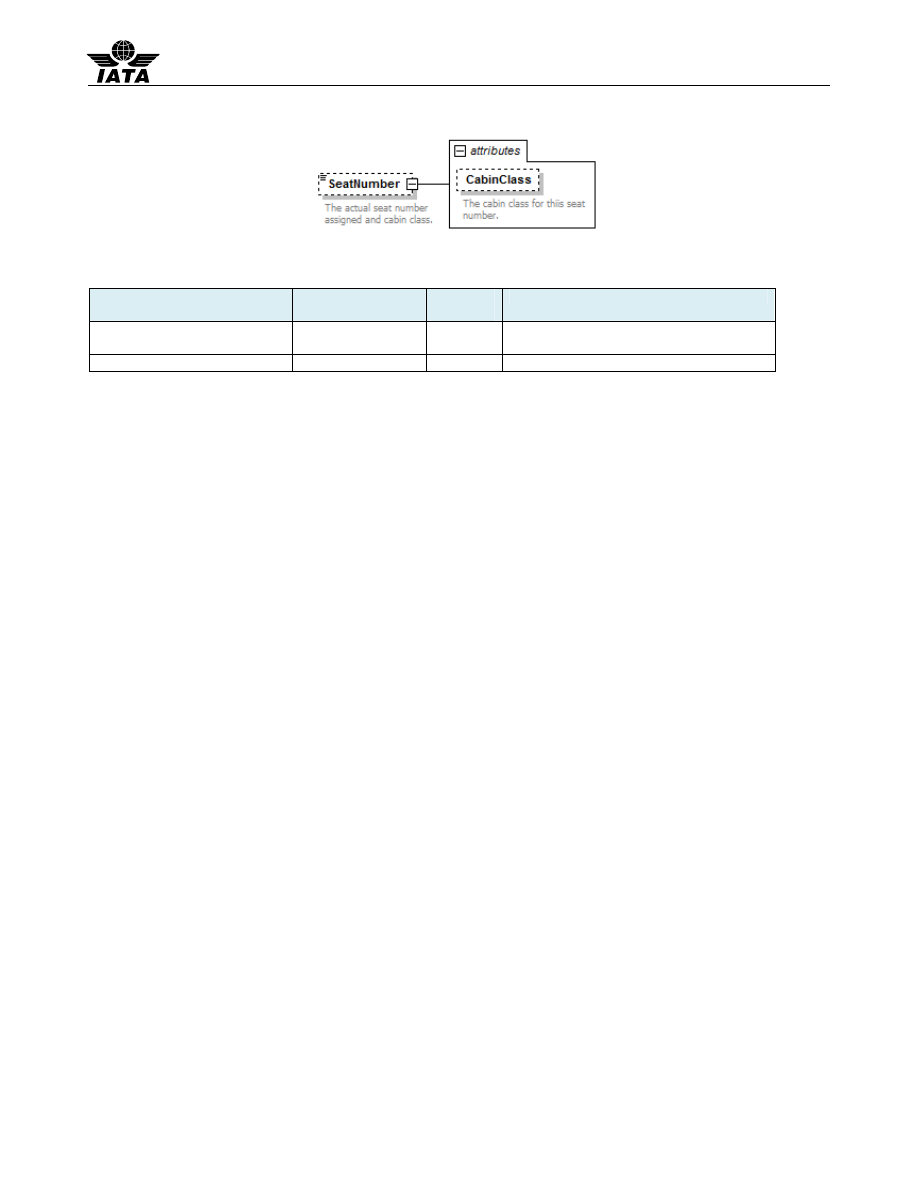 IATA
attributes
SeatNumber
CabinClass
The actual seat number
assigned and cabin class.
The cabin class for thiis seat
number.